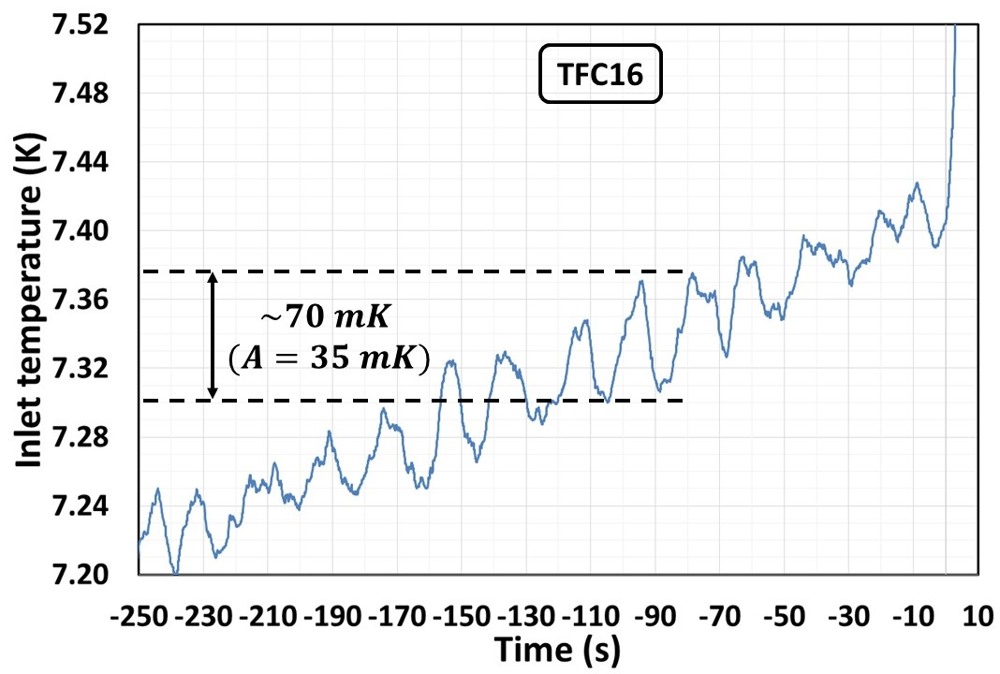 TFC16
Inlet temperature (K)
7.52
7.48
7.44
7.40
7.36
7.32
7.28
7.24
7.20
~70 mK
(A = 35 mK)
-250 -230 -210 -190 -170 -150 -130 -110 -90 -70 -50 -30 -10 10
Time (s)